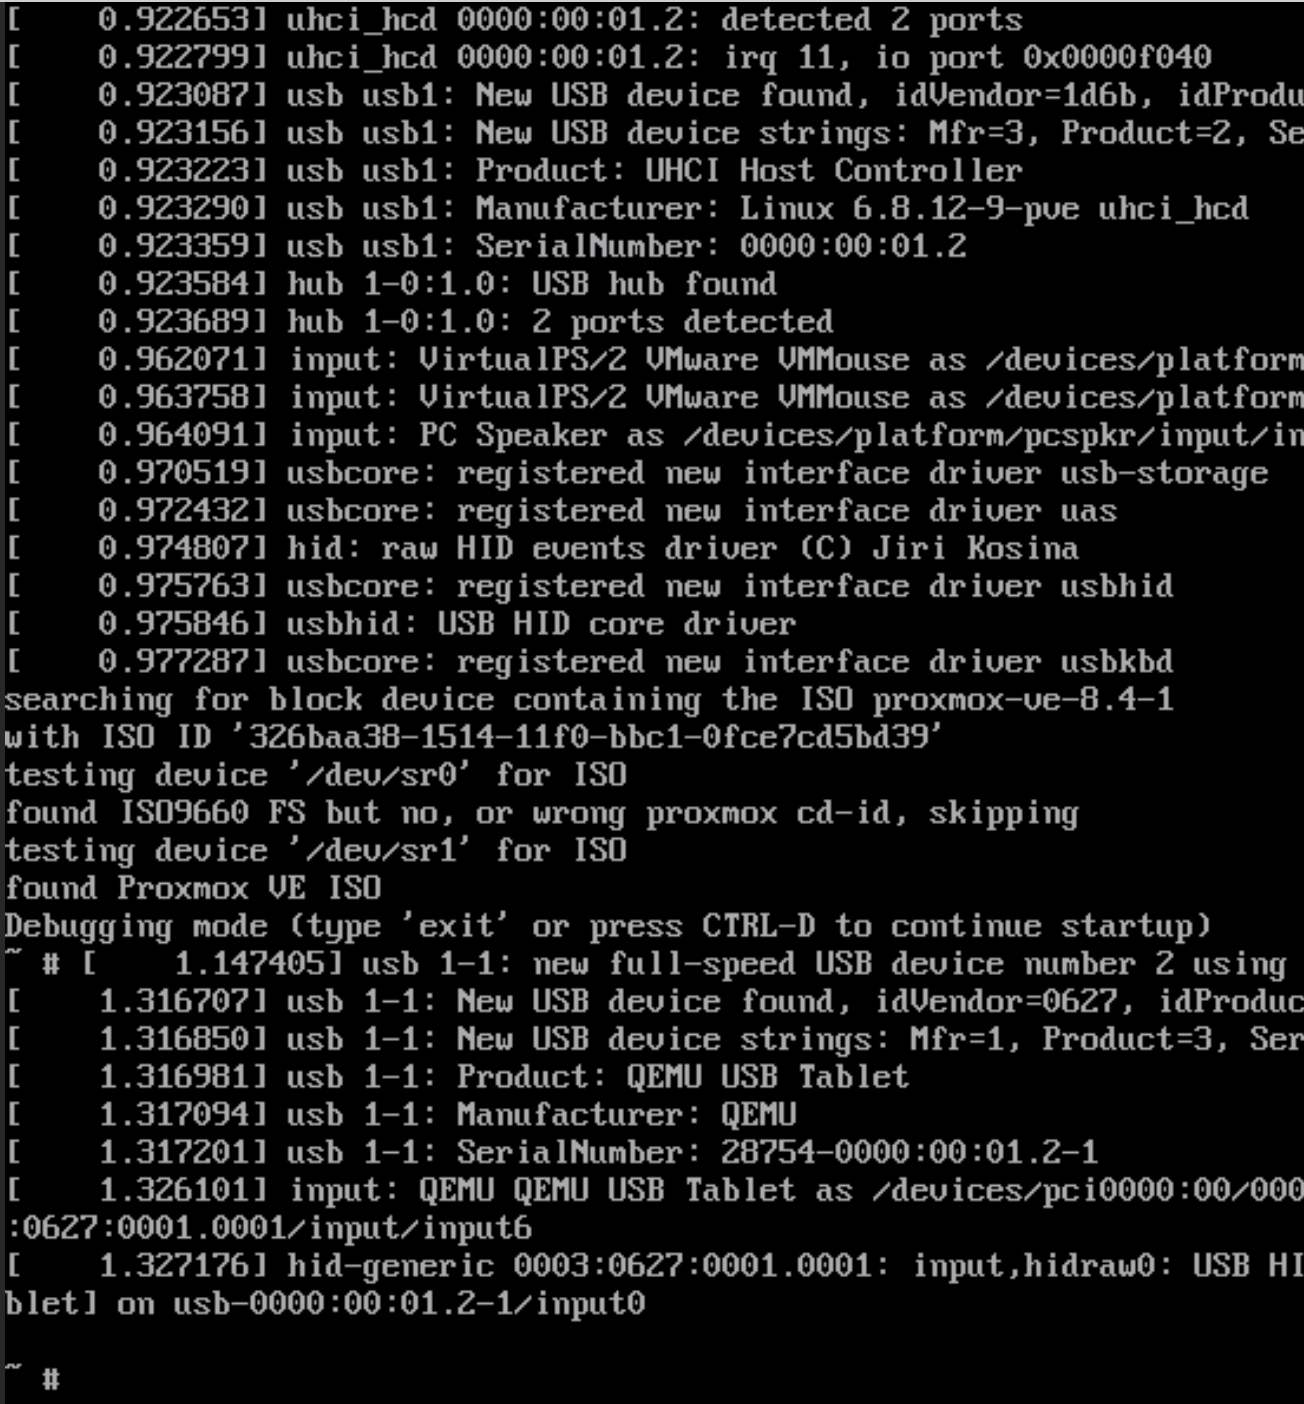 [    0.922653] uhci_hcd 0000:00:01.2: detected 2 ports
[    0.922799] uhci_hcd 0000:00:01.2: irq 11, io port 0x0000f040
[    0.923087] usb usb1: New USB device found, idVendor=1d6b, idProdu
[    0.923156] usb usb1: New USB device strings: Mfr=3, Product=2, Se
[    0.923223] usb usb1: Product: UHCI Host Controller
[    0.923290] usb usb1: Manufacturer: Linux 6.8.12-9-pve uhci_hcd
[    0.923359] usb usb1: SerialNumber: 0000:00:01.2
[    0.923584] hub 1-0:1.0: USB hub found
[    0.923689] hub 1-0:1.0: 2 ports detected
[    0.962071] input: VirtualPS/2 VMware VMMouse as /devices/platform
[    0.963758] input: VirtualPS/2 VMware VMMouse as /devices/platform
[    0.964091] input: PC Speaker as /devices/platform/pcspkr/input/in
[    0.970519] usbcore: registered new interface driver usb-storage
[    0.972432] usbcore: registered new interface driver uas
[    0.974807] hid: raw HID events driver (C) Jiri Kosina
[    0.975763] usbcore: registered new interface driver usbhid
[    0.975846] usbhid: USB HID core driver
[    0.977287] usbcore: registered new interface driver usbkbd
searching for block device containing the ISO proxmox-ve-8.4-1
with ISO ID '326baa38-1514-11f0-bbc1-0fce7cd5bd39'
testing device '/dev/sr0' for ISO
found ISO9660 FS but no, or wrong proxmox cd-id, skipping
testing device '/dev/sr1' for ISO
found Proxmox VE ISO
Debugging mode (type 'exit' or press CTRL-D to continue startup)
~ # [    1.147405] usb 1-1: new full-speed USB device number 2 using
[    1.316707] usb 1-1: New USB device found, idVendor=0627, idProduc
[    1.316850] usb 1-1: New USB device strings: Mfr=1, Product=3, Ser
[    1.316981] usb 1-1: Product: QEMU USB Tablet
[    1.317094] usb 1-1: Manufacturer: QEMU
[    1.317201] usb 1-1: SerialNumber: 28754-0000:00:01.2-1
[    1.326101] input: QEMU QEMU USB Tablet as /devices/pci0000:00/000
:0627:0001.0001/input/input6
[    1.327176] hid-generic 0003:0627:0001.0001: input,hidraw0: USB HI
blet] on usb-0000:00:01.2-1/input0
~ #